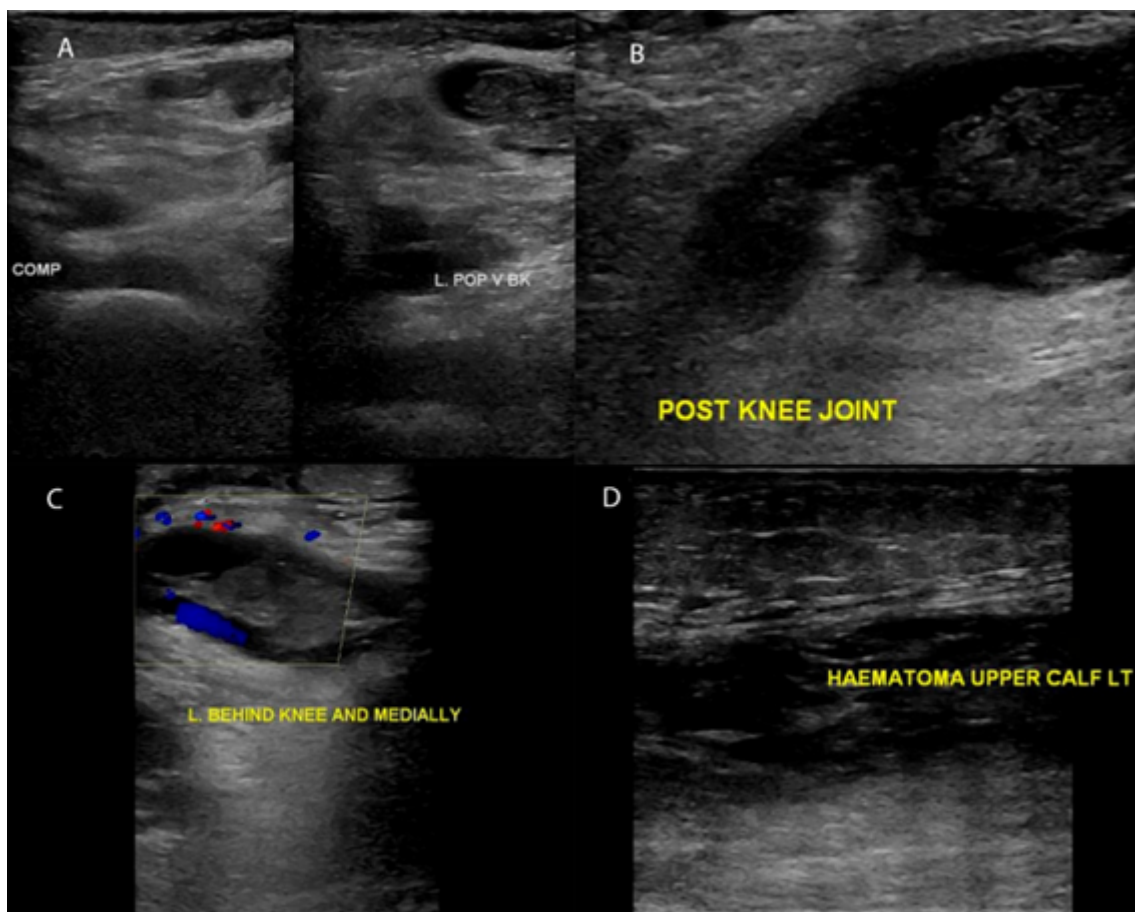 A
COMP
L. POP V BK
B
POST KNEE JOINT
C
L. BEHIND KNEE AND MEDIALLY
D
HAEMATOMA UPPER CALF LT